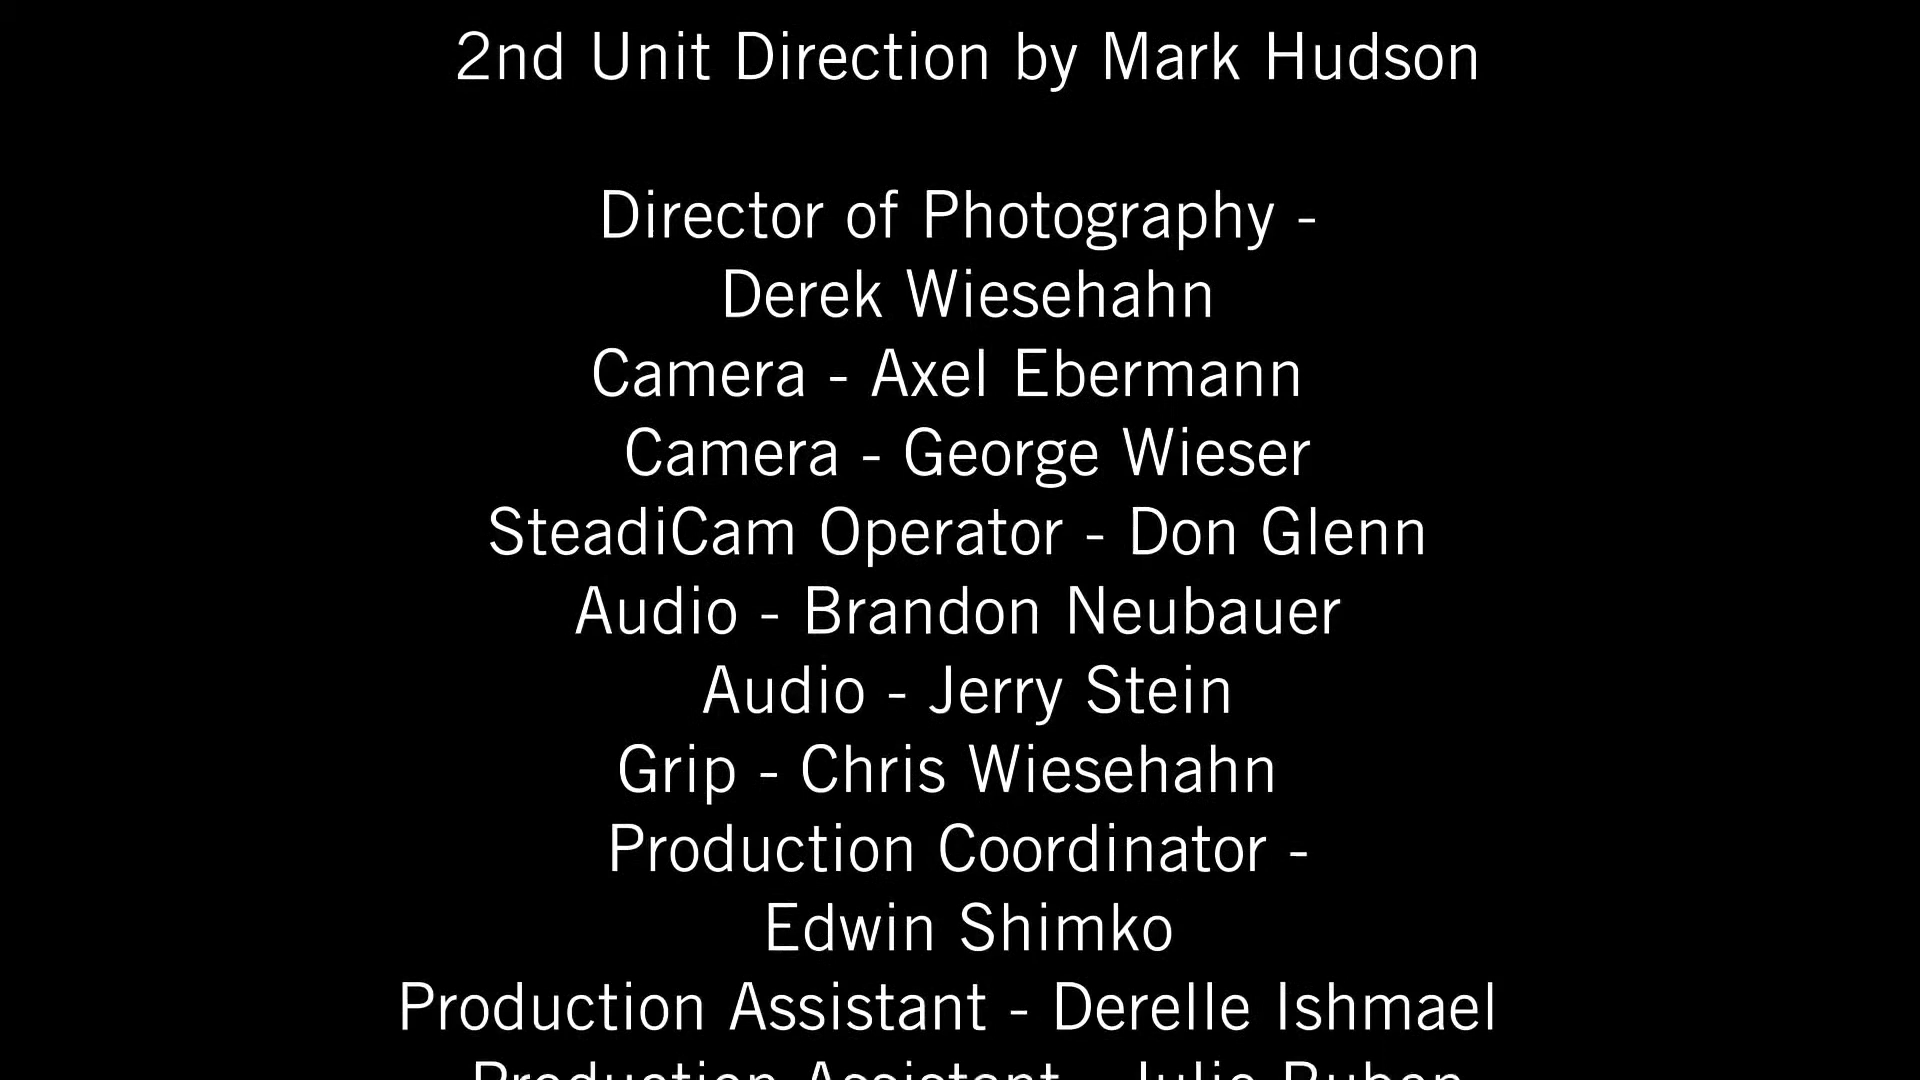 2nd Unit Direction by Mark Hudson
Director of Photography -
Derek Wiesehahn
Camera - Axel Ebermann
Camera - George Wieser
SteadiCam Operator - Don Glenn
Audio - Brandon Neubauer
Audio - Jerry Stein
Grip - Chris Wiesehahn
Production Coordinator -
Edwin Shimko
Production Assistant - Derelle Ishmael
Production Assistant -